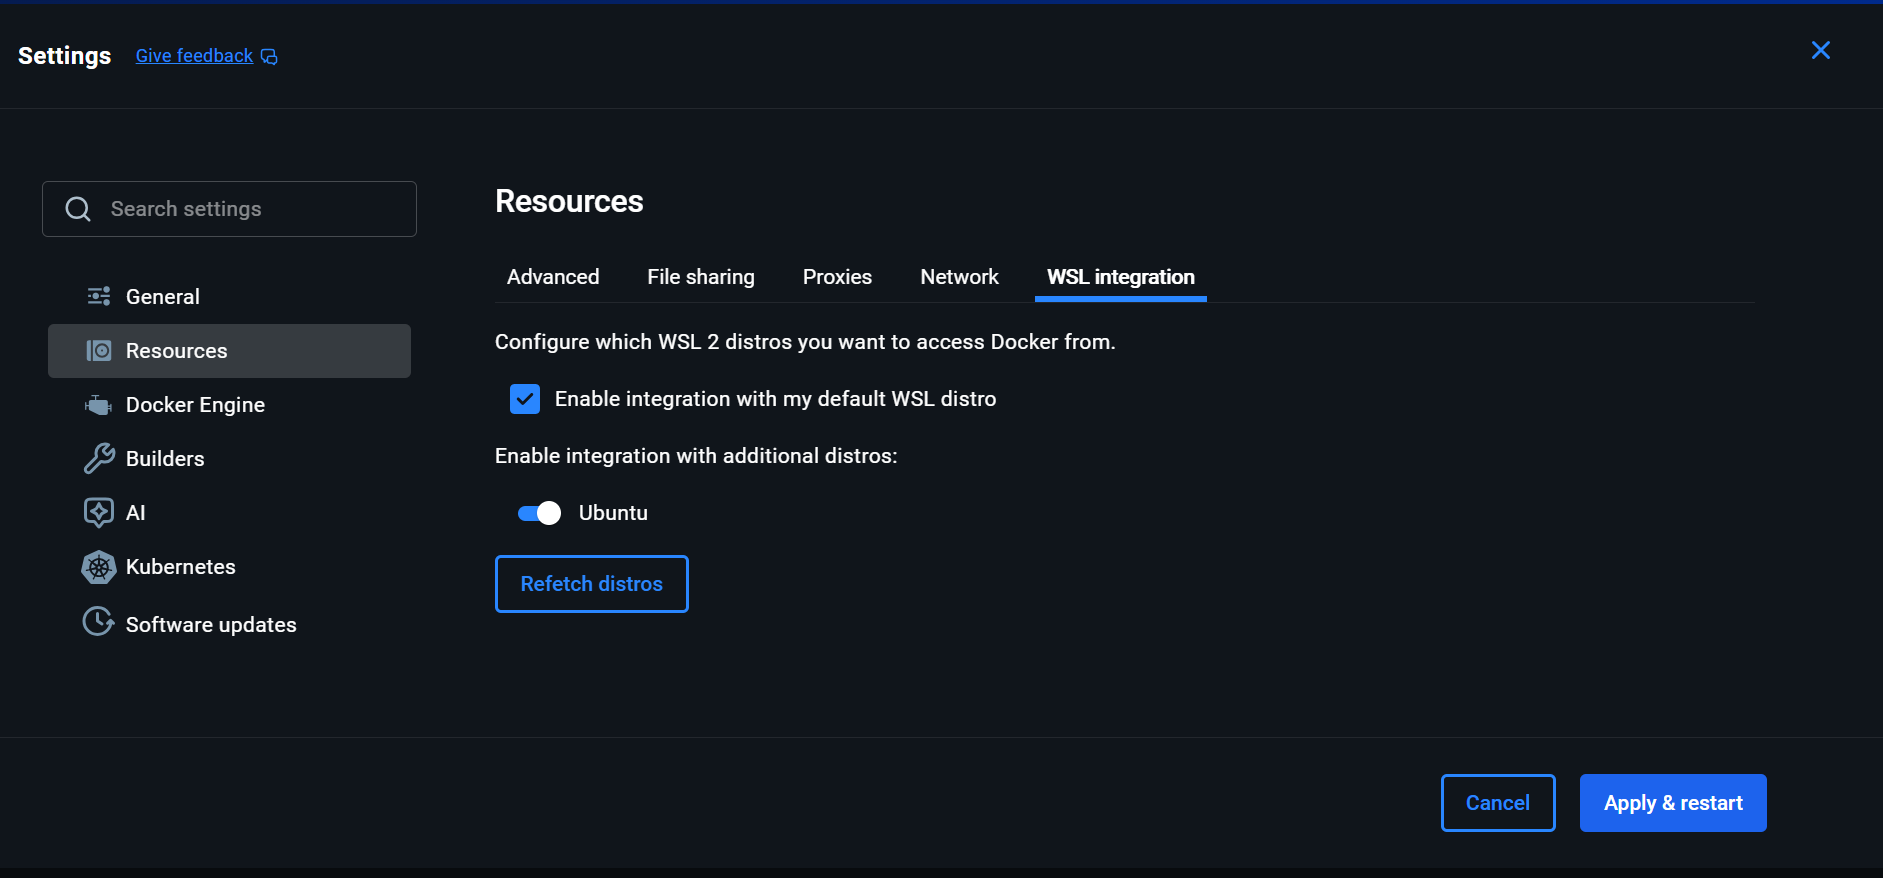 Settings
Give feedback
Search settings
General
Resources
Docker Engine
Builders
AI
Kubernetes
Software updates
Resources
Advanced
File sharing
Proxies
Network
WSL integration
Configure which WSL 2 distros you want to access Docker from.
Enable integration with my default WSL distro
Enable integration with additional distros:
Ubuntu
Refetch distros
Cancel
Apply & restart